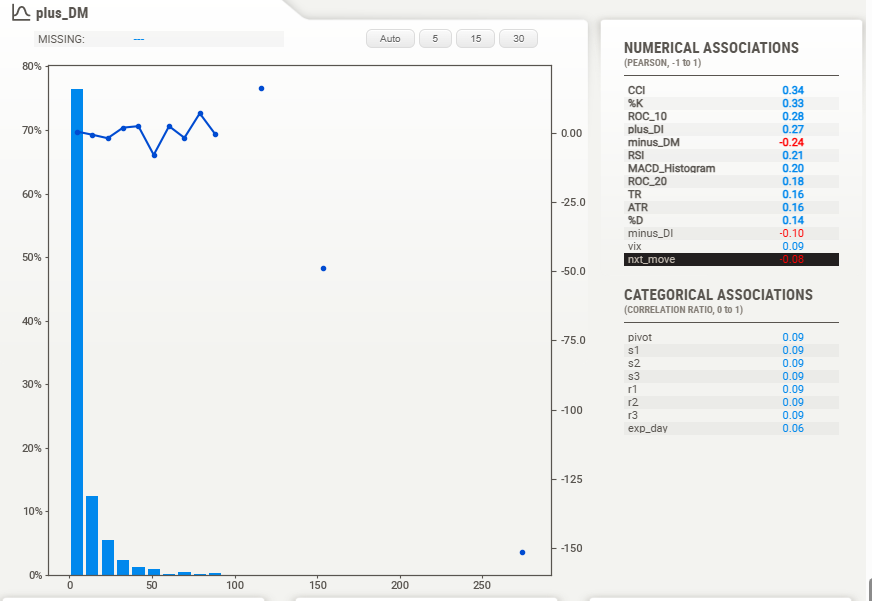 plus_DM
MISSING: ---
Auto 5 15 30
80%
70%
60%
50%
40%
30%
20%
10%
0%
0.00
-25.0
-50.0
-75.0
-100
-125
-150
0 50 100 150 200 250
NUMERICAL ASSOCIATIONS
(PEARSON, -1 to 1)
CCI 0.34
%K 0.33
ROC_10 0.28
plus_DI 0.27
minus_DM -0.24
RSI 0.21
MACD_Histogram 0.20
ROC_20 0.18
TR 0.16
ATR 0.16
%D 0.14
minus_DI -0.10
vix 0.09
nxt_move -0.08
CATEGORICAL ASSOCIATIONS
(CORRELATION RATIO, 0 to 1)
pivot 0.09
s1 0.09
s2 0.09
s3 0.09
r1 0.09
r2 0.09
r3 0.09
exp_day 0.06